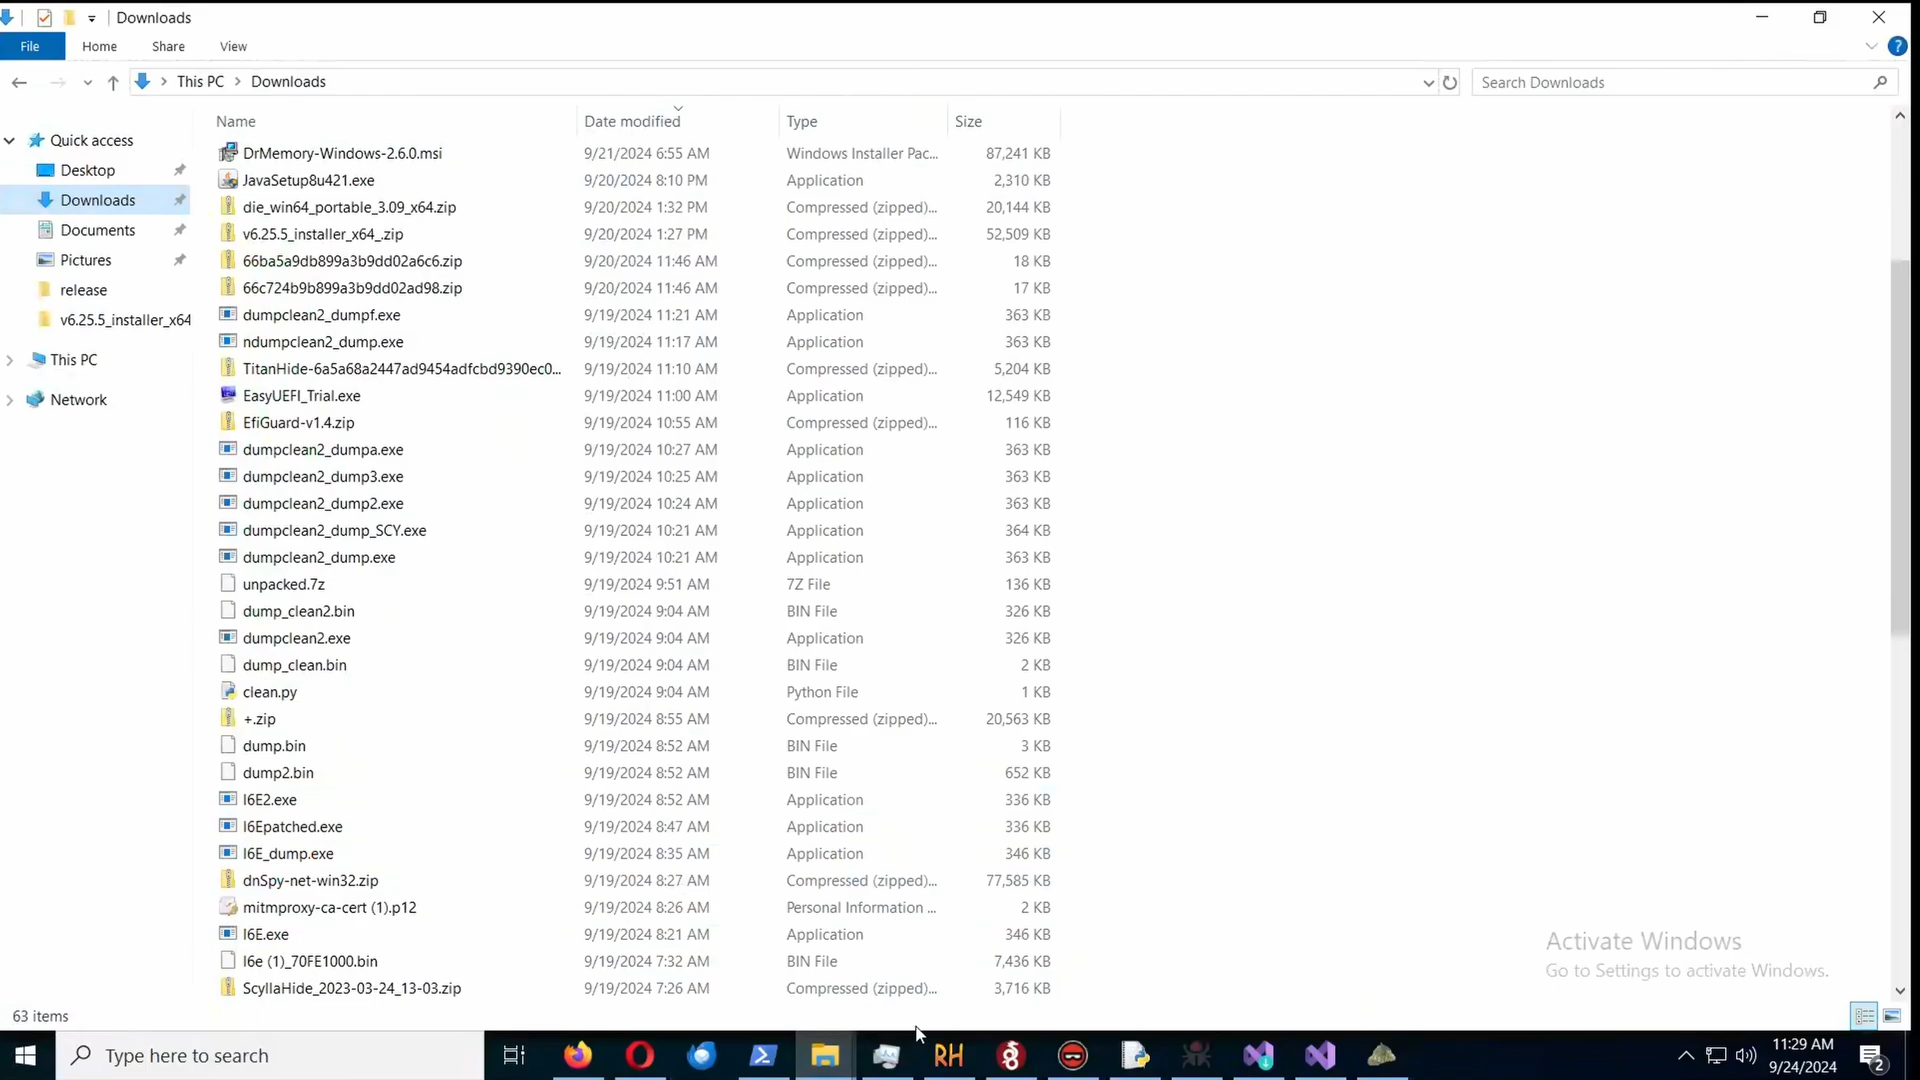 Downloads
File Home Share View
This PC Downloads
Search Downloads
Quick access
Desktop
Downloads
Documents
Pictures
release
v6.25.5_installer_x64
This PC
Network
Name Date modified Type Size
DrMemory-Windows-2.6.0.msi 9/21/2024 6:55 AM Windows Installer Pac... 87,241 KB
JavaSetup8u421.exe 9/20/2024 8:10 PM Application 2,310 KB
die_win64_portable_3.09_x64.zip 9/20/2024 1:32 PM Compressed (zipped)... 20,144 KB
v6.25.5_installer_x64_.zip 9/20/2024 1:27 PM Compressed (zipped)... 52,509 KB
66ba5a9db899a3b9dd02a6c6.zip 9/20/2024 11:46 AM Compressed (zipped)... 18 KB
66c724b9b899a3b9dd02ad98.zip 9/20/2024 11:46 AM Compressed (zipped)... 17 KB
dumpclean2_dumpf.exe 9/19/2024 11:21 AM Application 363 KB
ndumpclean2_dump.exe 9/19/2024 11:17 AM Application 363 KB
TitanHide-6a5a68a2447ad9454adfcbd9390ec0... 9/19/2024 11:10 AM Compressed (zipped)... 5,204 KB
EasyUEFI_Trial.exe 9/19/2024 11:00 AM Application 12,549 KB
EfiGuard-v1.4.zip 9/19/2024 10:55 AM Compressed (zipped)... 116 KB
dumpclean2_dumpa.exe 9/19/2024 10:27 AM Application 363 KB
dumpclean2_dump3.exe 9/19/2024 10:25 AM Application 363 KB
dumpclean2_dump2.exe 9/19/2024 10:24 AM Application 363 KB
dumpclean2_dump_SCY.exe 9/19/2024 10:21 AM Application 364 KB
dumpclean2_dump.exe 9/19/2024 10:21 AM Application 363 KB
unpacked.7z 9/19/2024 9:51 AM 7Z File 136 KB
dump_clean2.bin 9/19/2024 9:04 AM BIN File 326 KB
dumpclean2.exe 9/19/2024 9:04 AM Application 326 KB
dump_clean.bin 9/19/2024 9:04 AM BIN File 2 KB
clean.py 9/19/2024 9:04 AM Python File 1 KB
+.zip 9/19/2024 8:55 AM Compressed (zipped)... 20,563 KB
dump.bin 9/19/2024 8:52 AM BIN File 3 KB
dump2.bin 9/19/2024 8:52 AM BIN File 652 KB
l6E2.exe 9/19/2024 8:52 AM Application 336 KB
l6Epatched.exe 9/19/2024 8:47 AM Application 336 KB
l6E_dump.exe 9/19/2024 8:35 AM Application 346 KB
dnSpy-net-win32.zip 9/19/2024 8:27 AM Compressed (zipped)... 77,585 KB
mitmproxy-ca-cert (1).p12 9/19/2024 8:26 AM Personal Information ... 2 KB
l6E.exe 9/19/2024 8:21 AM Application 346 KB
l6e (1)_70FE1000.bin 9/19/2024 7:32 AM BIN File 7,436 KB
ScyllaHide_2023-03-24_13-03.zip 9/19/2024 7:26 AM Compressed (zipped)... 3,716 KB
Activate Windows
Go to Settings to activate Windows.
63 items
Type here to search
RH
11:29 AM
9/24/2024
2